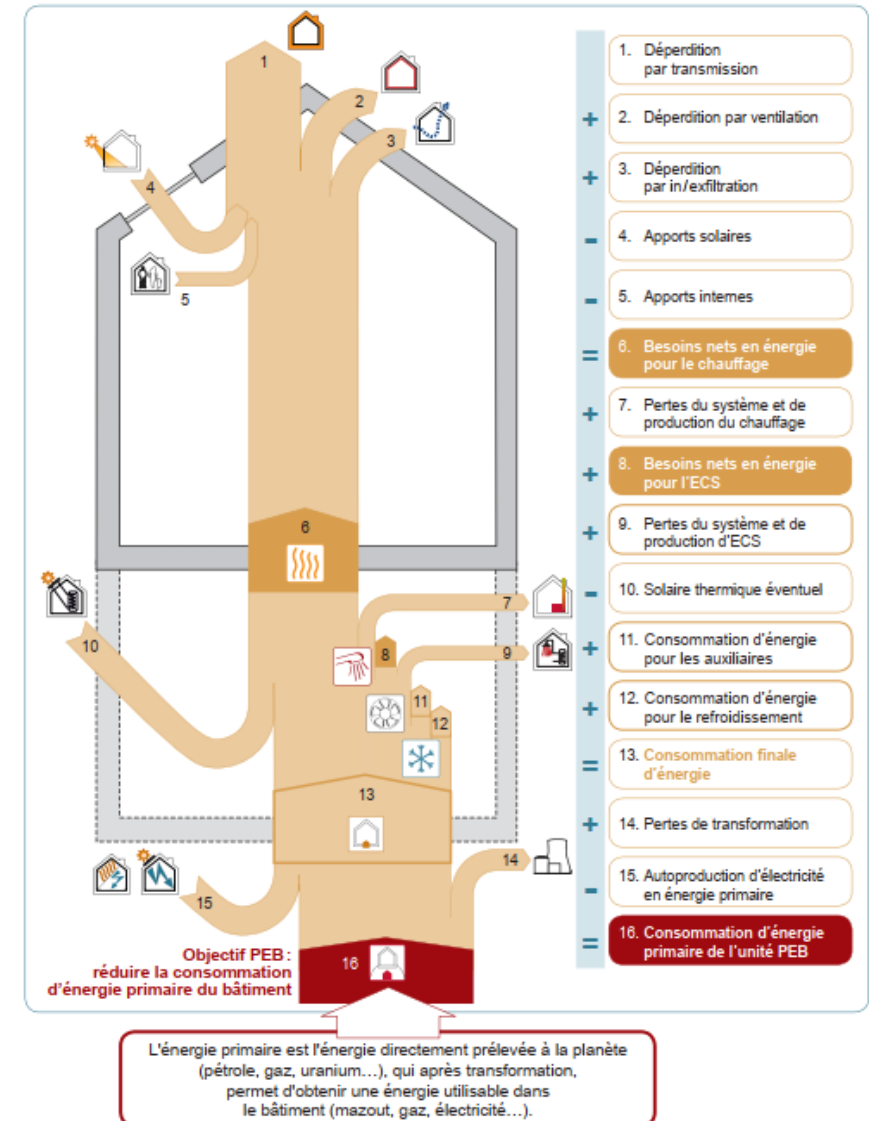 1
2
3
4
5
6
7
8
9
10
11
12
13
14
15
16
Objectif PEB :
réduire la consommation
d'énergie primaire du bâtiment
1. Déperdition
par transmission
+ 2. Déperdition par ventilation
+ 3. Déperdition
par in/exfiltration
- 4. Apports solaires
- 5. Apports internes
= 6. Besoins nets en énergie
pour le chauffage
+ 7. Pertes du système et de
production du chauffage
+ 8. Besoins nets en énergie
pour l'ECS
+ 9. Pertes du système et de
production d'ECS
- 10. Solaire thermique éventuel
+ 11. Consommation d'énergie
pour les auxiliaires
+ 12. Consommation d'énergie
pour le refroidissement
= 13. Consommation finale
d'énergie
+ 14. Pertes de transformation
- 15. Autoproduction d'électricité
en énergie primaire
= 16. Consommation d'énergie
primaire de l'unité PEB
L'énergie primaire est l'énergie directement prélevée à la planète
(pétrole, gaz, uranium...), qui après transformation,
permet d'obtenir une énergie utilisable dans
le bâtiment (mazout, gaz, électricité...).